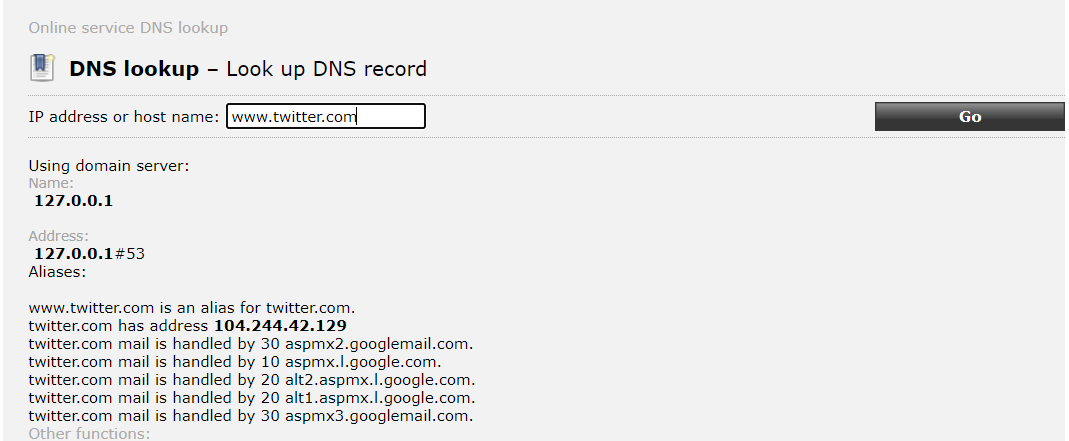 Online service DNS lookup
DNS lookup – Look up DNS record
IP address or host name: www.twitter.com Go
Using domain server:
Name:
127.0.0.1
Address:
127.0.0.1#53
Aliases:
www.twitter.com is an alias for twitter.com.
twitter.com has address 104.244.42.129
twitter.com mail is handled by 30 aspmx2.googlemail.com.
twitter.com mail is handled by 10 aspmx.l.google.com.
twitter.com mail is handled by 20 alt2.aspmx.l.google.com.
twitter.com mail is handled by 20 alt1.aspmx.l.google.com.
twitter.com mail is handled by 30 aspmx3.googlemail.com.
Other functions: